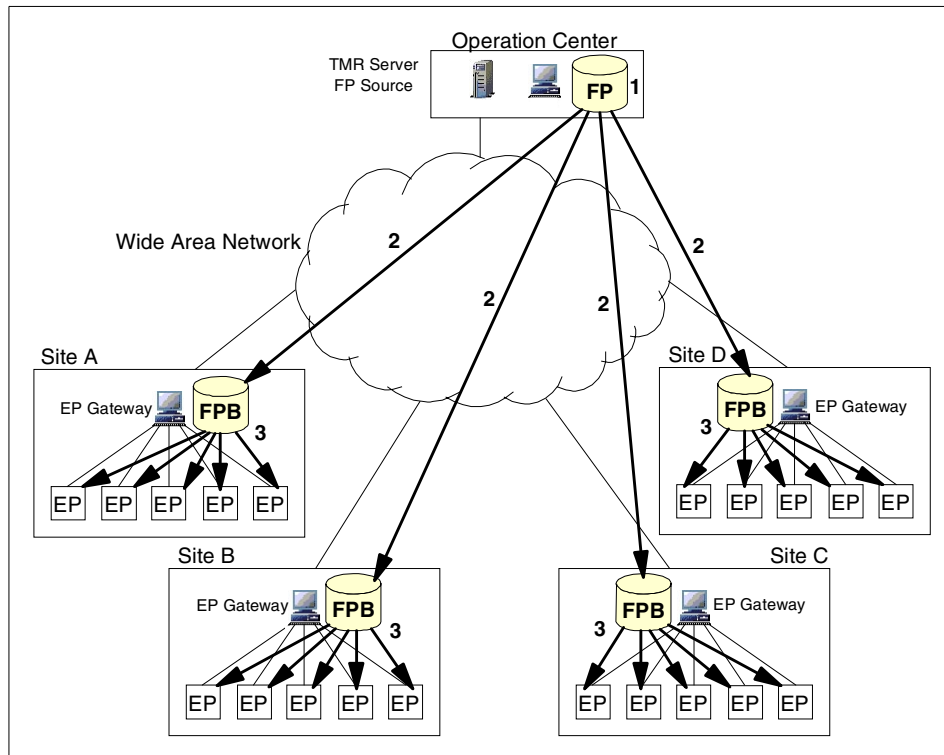 Operation Center
TMR Server
FP Source
FP
1
Wide Area Network
2
2
2
2
Site A
EP Gateway
FPB
3
EP EP EP EP EP
Site D
FPB
EP Gateway
3
EP EP EP EP EP
Site B
EP Gateway
FPB
3
EP EP EP EP EP
Site C
FPB
EP Gateway
3
EP EP EP EP EP